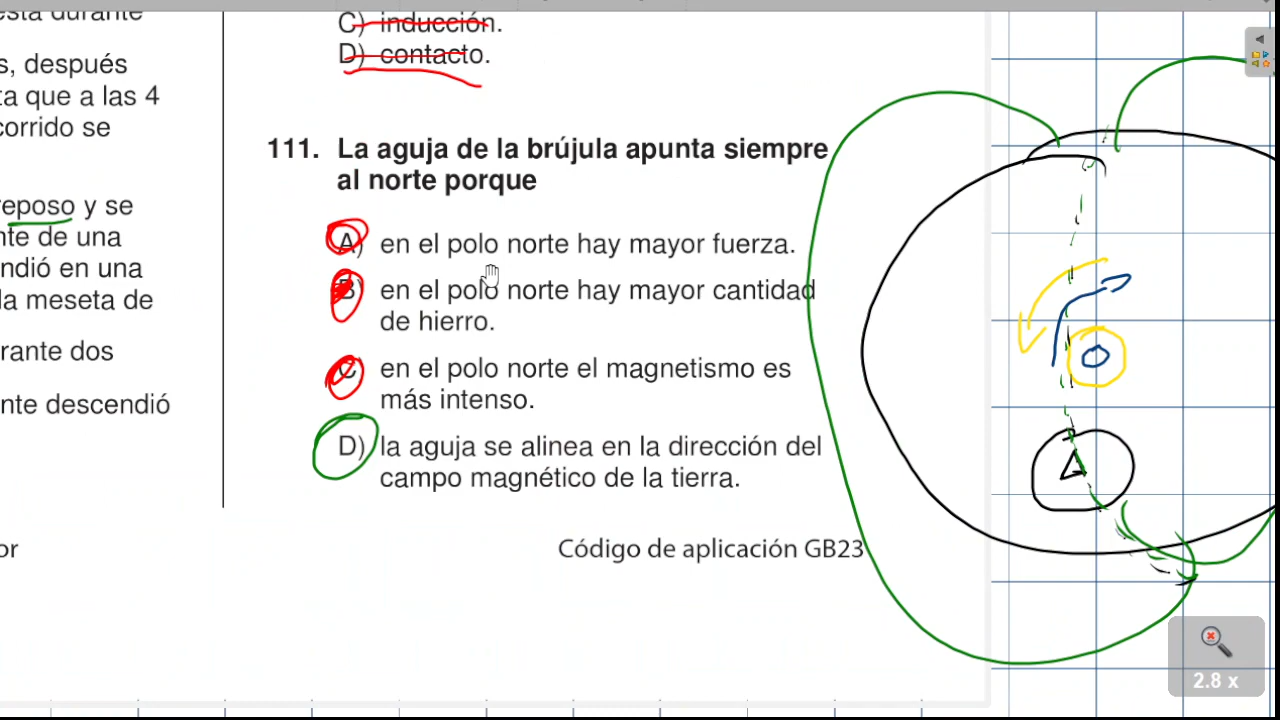 esta durante
s, después
ta que a las 4
corrido se
reposo y se
nte de una
ndió en una
la meseta de
rante dos
nte descendió
or
C) inducción.
D) contacto.
111. La aguja de la brújula apunta siempre
al norte porque
A) en el polo norte hay mayor fuerza.
B) en el polo norte hay mayor cantidad
de hierro.
C) en el polo norte el magnetismo es
más intenso.
D) la aguja se alinea en la dirección del
campo magnético de la tierra.
Código de aplicación GB23
2.8 x